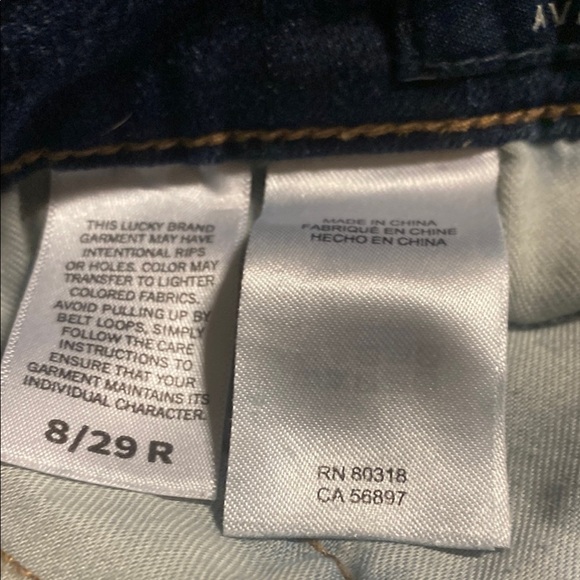 AV
THIS LUCKY BRAND
GARMENT MAY HAVE
INTENTIONAL RIPS
OR HOLES. COLOR MAY
TRANSFER TO LIGHTER
COLORED FABRICS.
AVOID PULLING UP BY
BELT LOOPS, SIMPLY
FOLLOW THE CARE
INSTRUCTIONS TO
ENSURE THAT YOUR
GARMENT MAINTAINS ITS
INDIVIDUAL CHARACTER.
8/29 R
MADE IN CHINA
FABRIQUÉ EN CHINE
HECHO EN CHINA
RN 80318
CA 56897